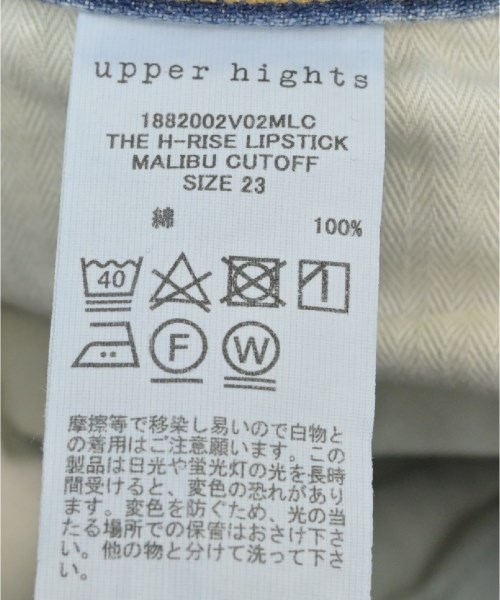 upper hights
1882002V02MLC
THE H-RISE LIPSTICK
MALIBU CUTOFF
SIZE 23
綿 100%
40
F W
摩擦等で移染し易いので白物と
の着用はご注意願います。この
製品は日光や蛍光灯の光を長時
間受けると、変色の恐れがあり
ます。変色を防ぐため、光の当
たる場所での保管はおさけ下さ
い。他の物と分けて洗って下さ
い。